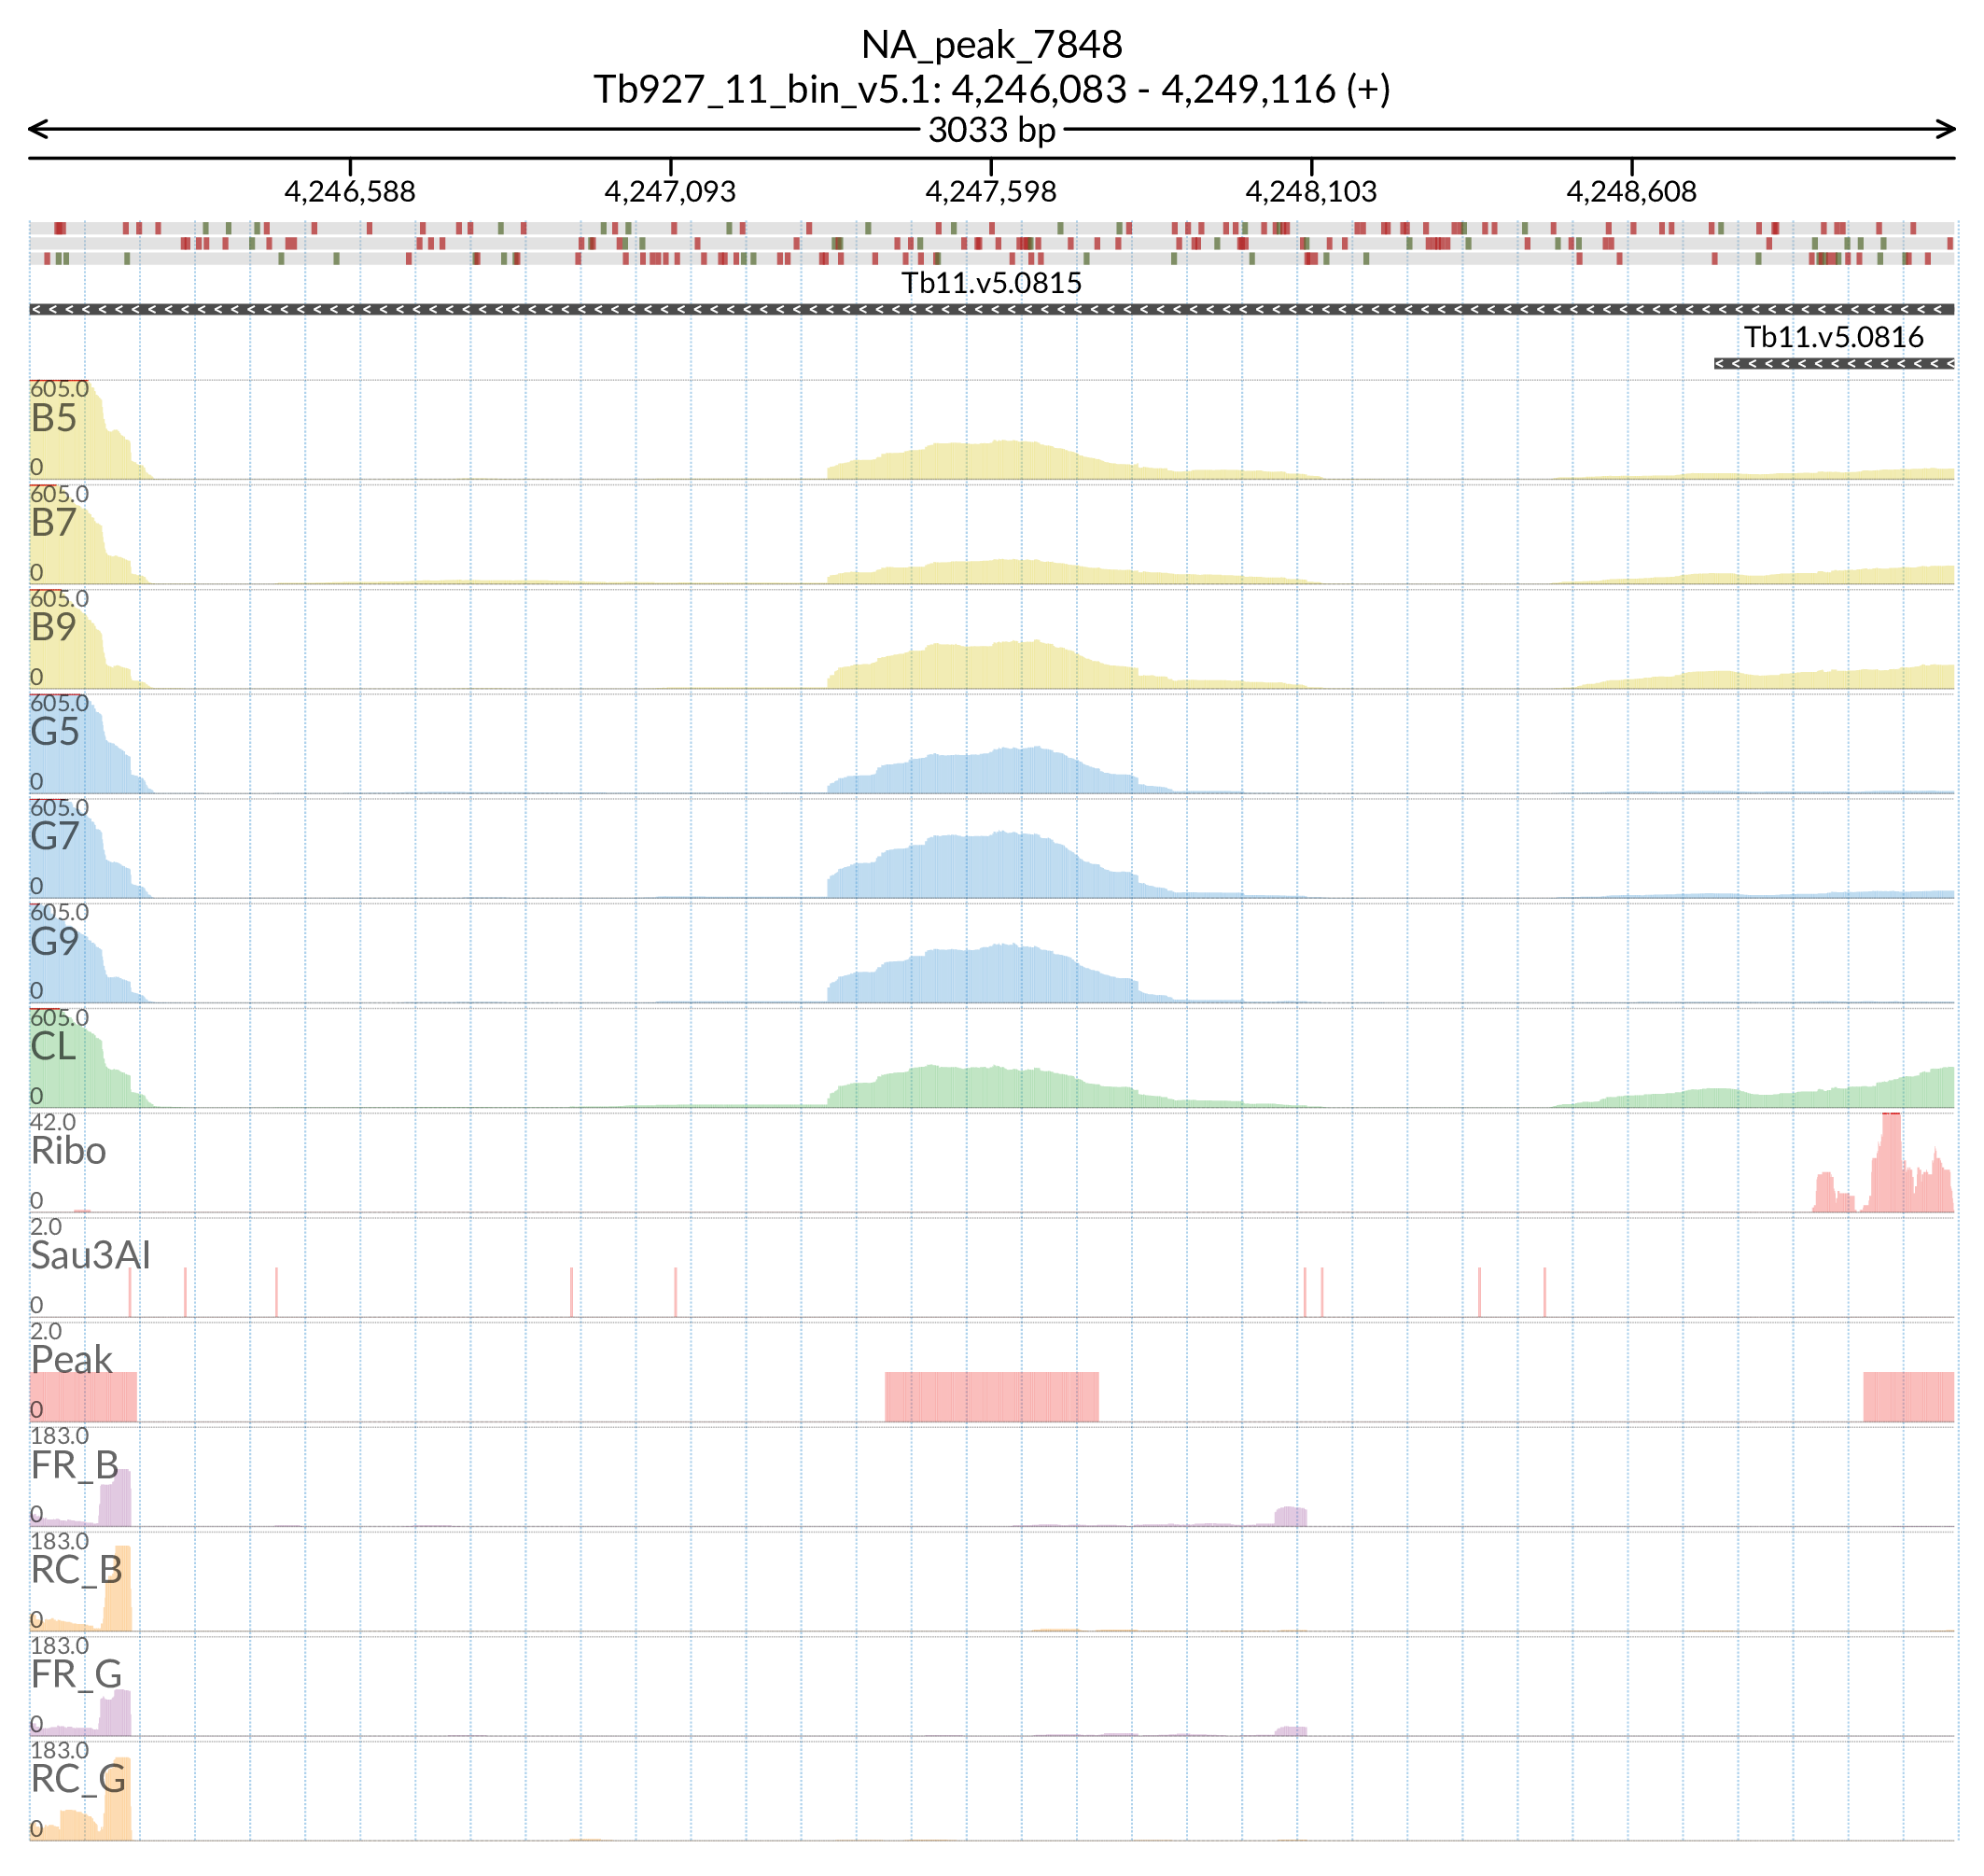 NA_peak_7848
Tb927_11_bin_v5.1: 4,246,083 - 4,249,116 (+)
3033 bp
4,246,588 4,247,093 4,247,598 4,248,103 4,248,608
Tb11.v5.0815
Tb11.v5.0816
605.0
B5
0
605.0
B7
0
605.0
B9
0
605.0
G5
0
605.0
G7
0
605.0
G9
0
605.0
CL
0
42.0
Ribo
0
2.0
Sau3AI
0
2.0
Peak
0
183.0
FR_B
0
183.0
RC_B
0
183.0
FR_G
0
183.0
RC_G
0